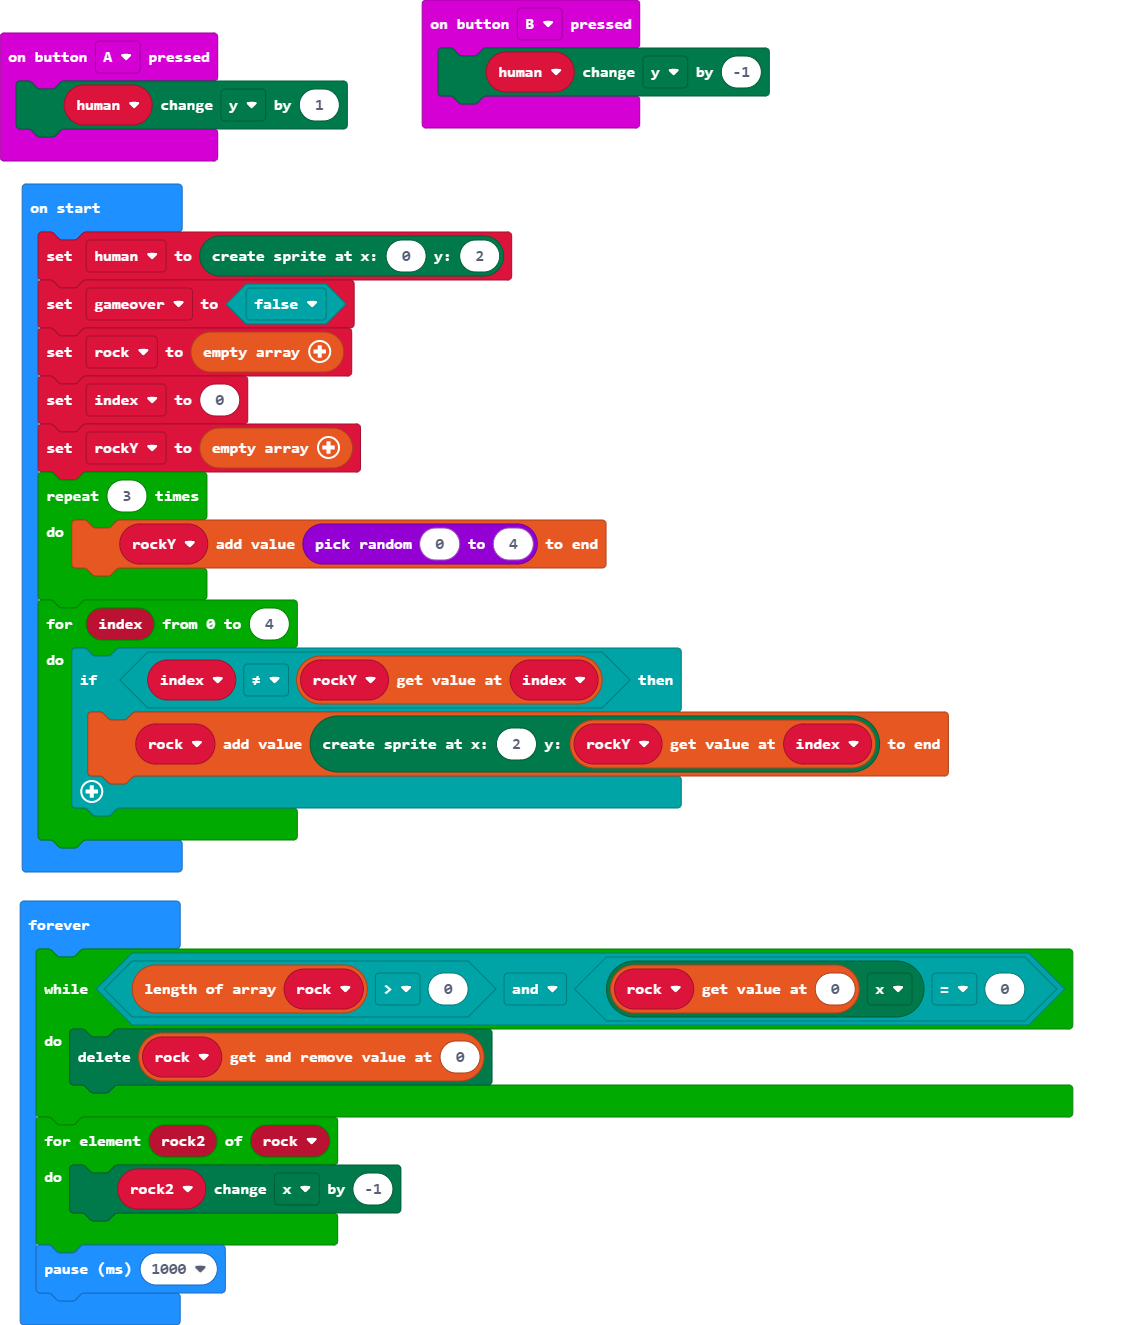 on button A pressed
human change y by 1
on button B pressed
human change y by -1
on start
set human to create sprite at x: 0 y: 2
set gameover to false
set rock to empty array
set index to 0
set rockY to empty array
repeat 3 times
do rockY add value pick random 0 to 4 to end
for index from 0 to 4
do if index ≠ rockY get value at index then
rock add value create sprite at x: 2 y: rockY get value at index to end
forever
while length of array rock > 0 and rock get value at 0 x = 0
do delete rock get and remove value at 0
for element rock2 of rock
do rock2 change x by -1
pause (ms) 1000